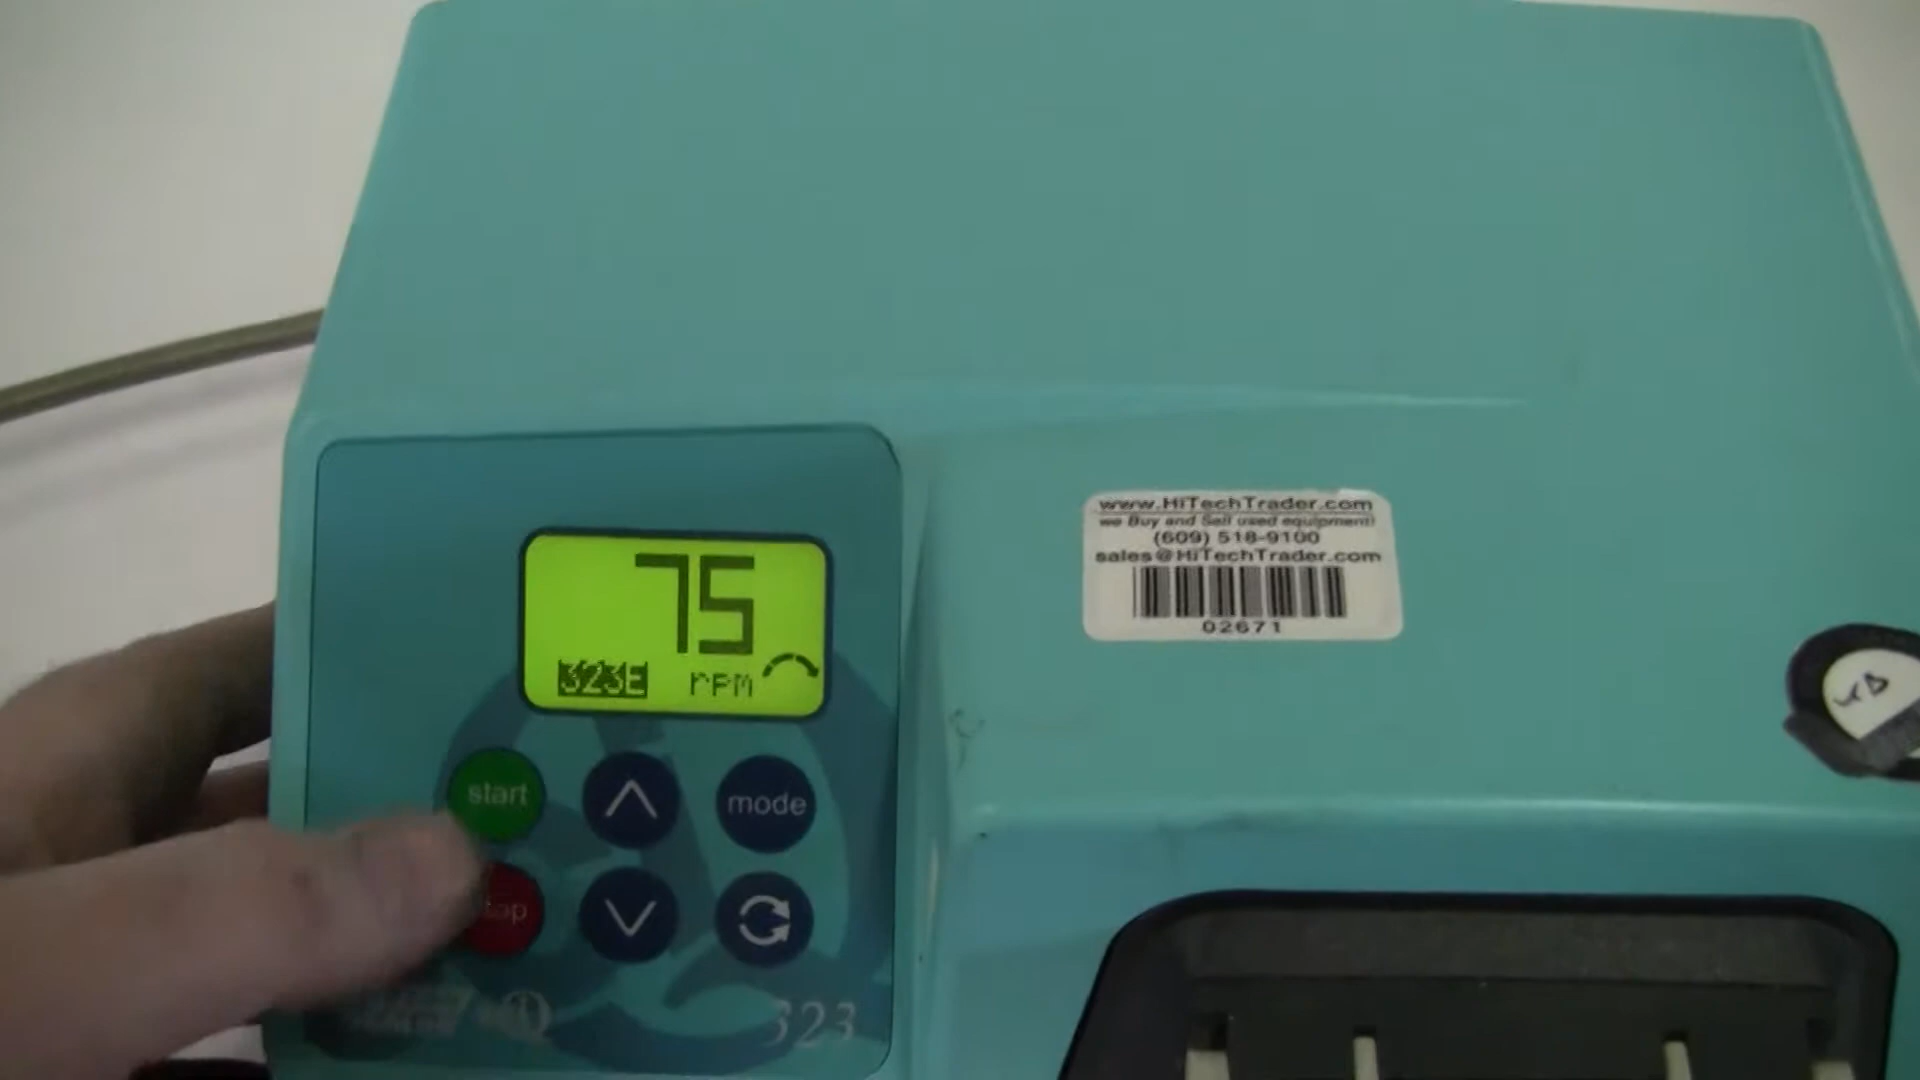 www.HiTechTrader.com
we Buy and Sell used equipment!
(609) 518-9100
sales@HiTechTrader.com
02671
75
323E rpm
start
mode
top
323